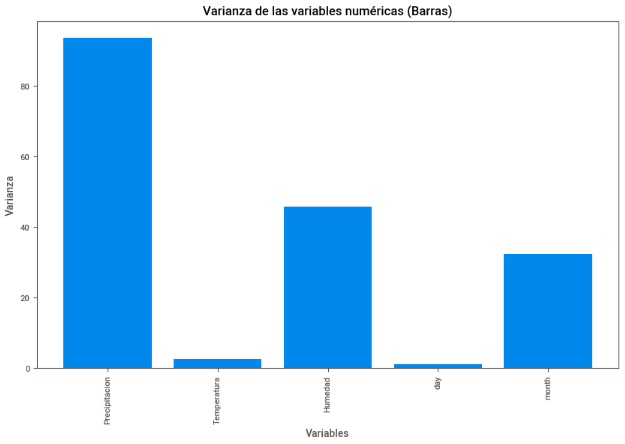 Varianza de las variables numéricas (Barras)
Varianza
80
60
40
20
0
Precipitacion
Temperatura
Humedad
day
month
Variables